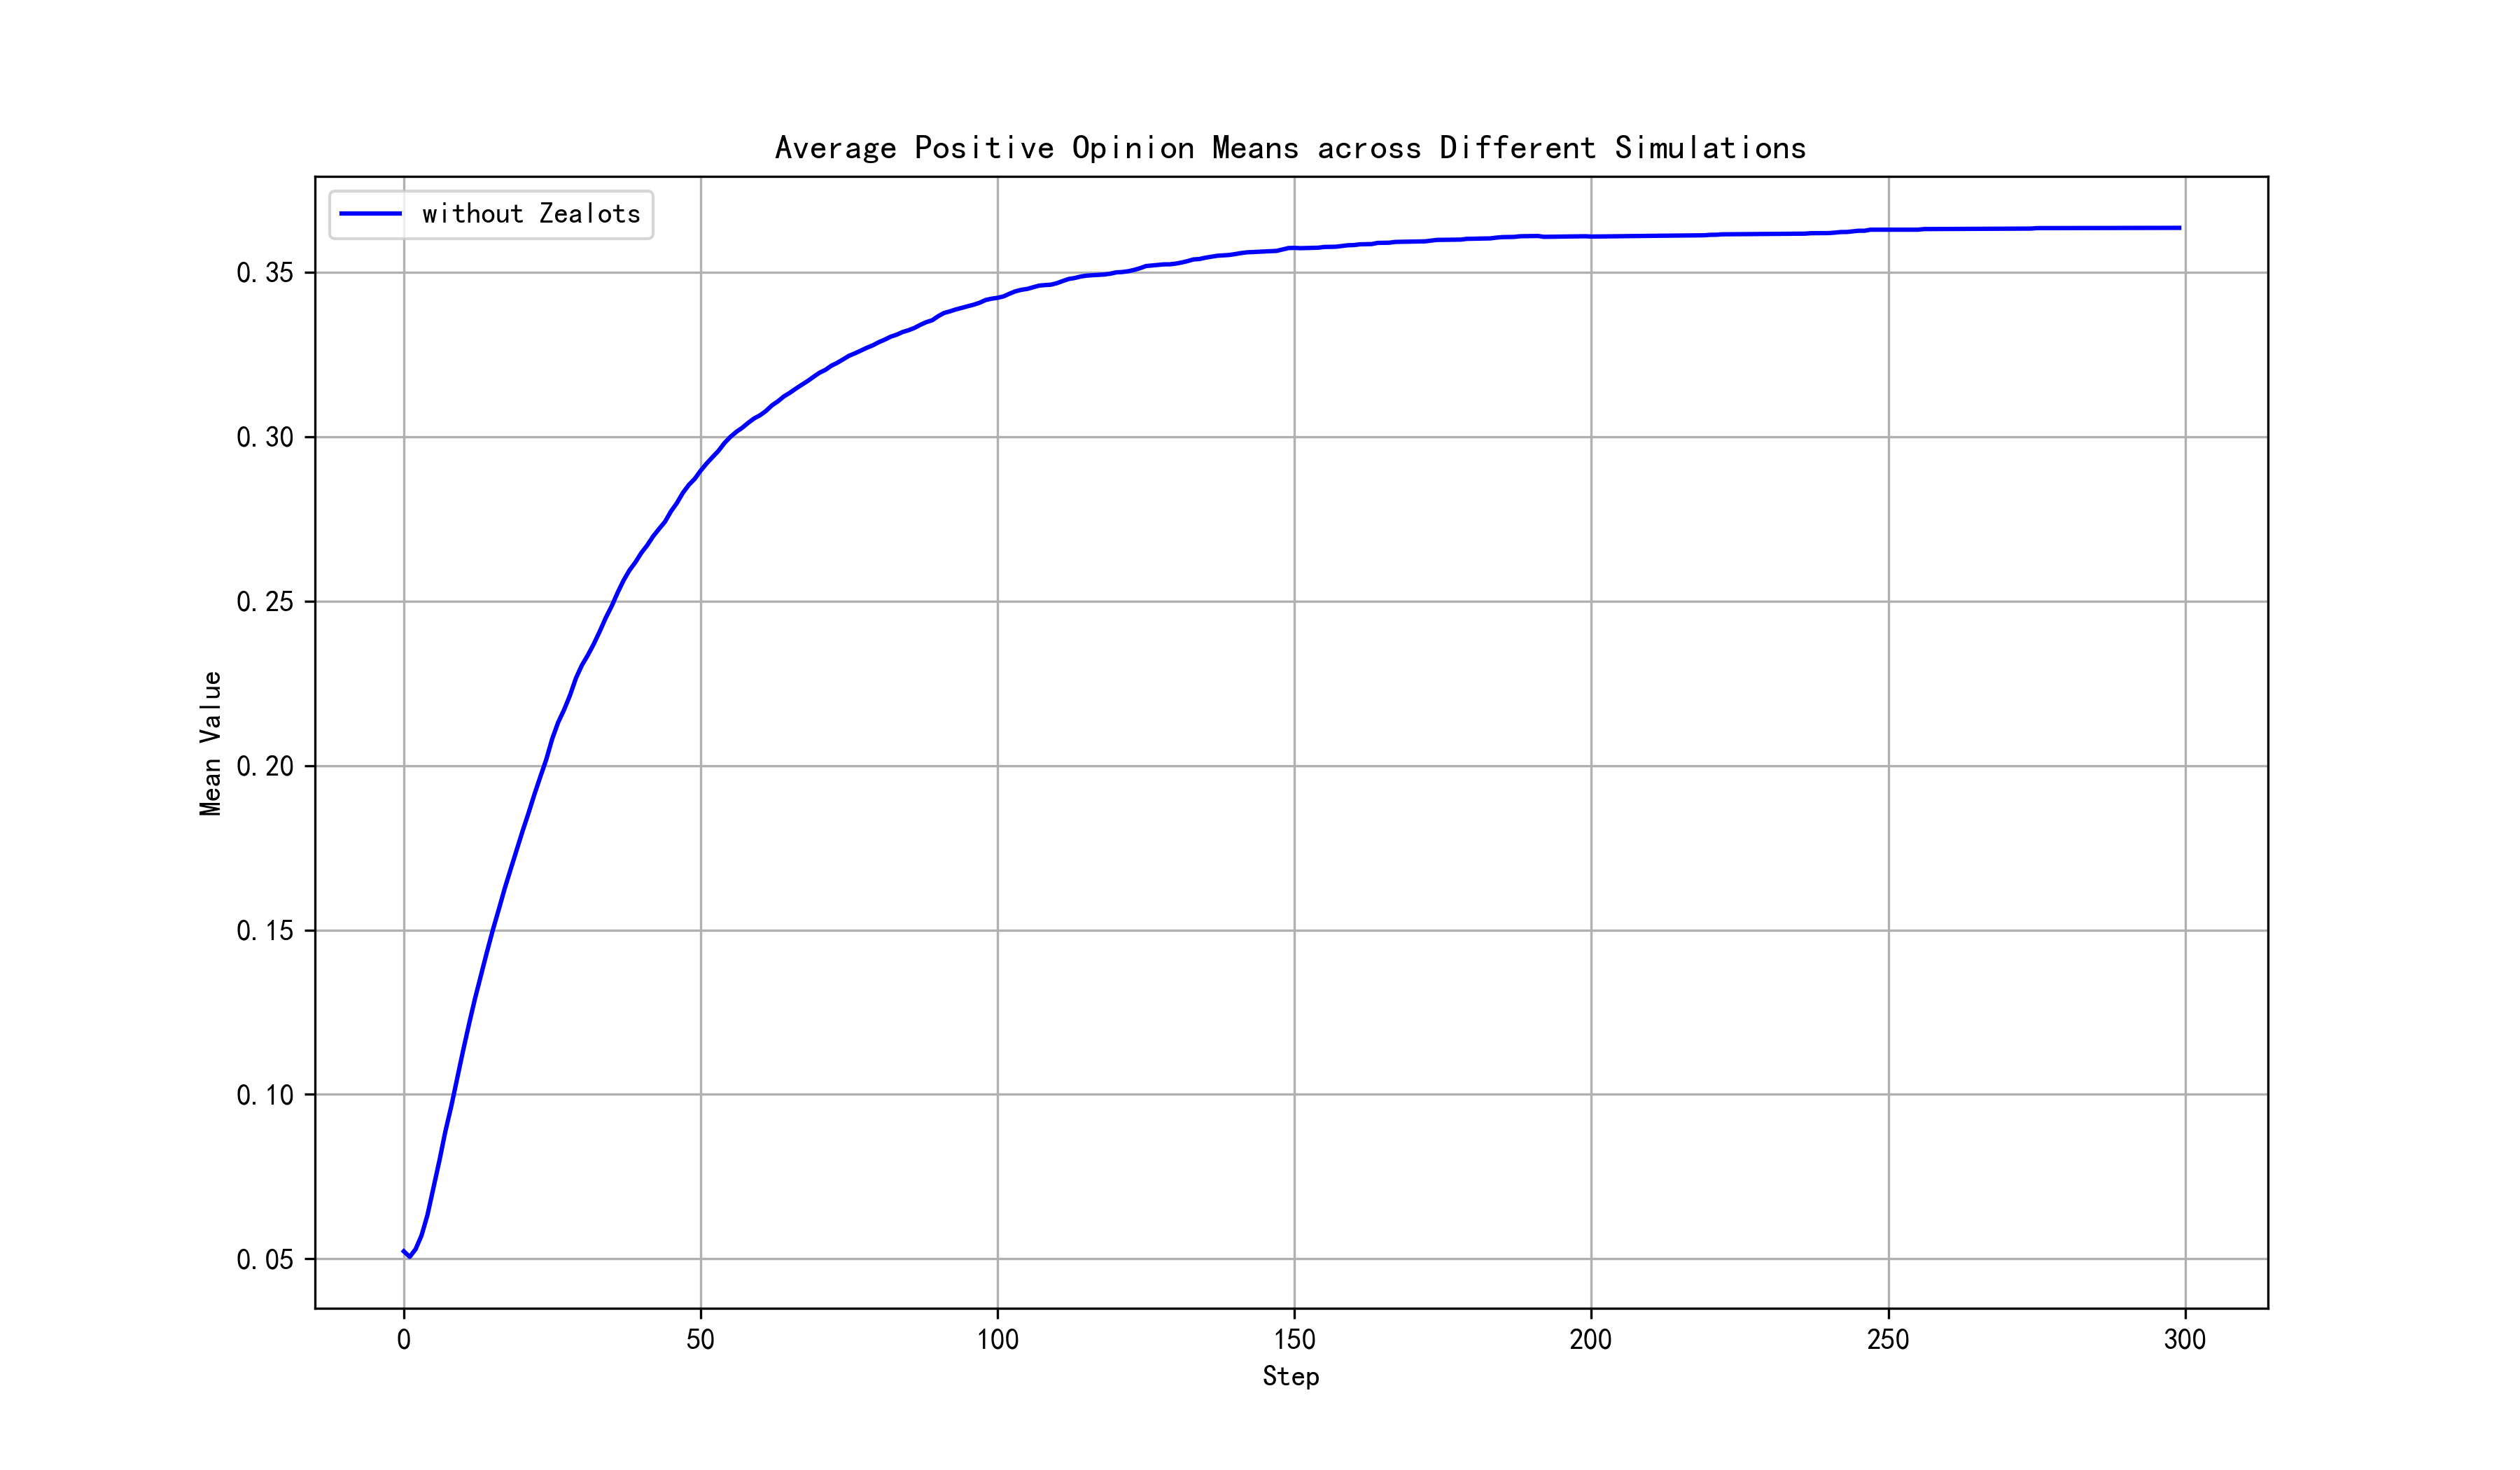 Average Positive Opinion Means across Different Simulations
without Zealots
0.35
0.30
0.25
0.20
0.15
0.10
0.05
Mean Value
0 50 100 150 200 250 300
Step